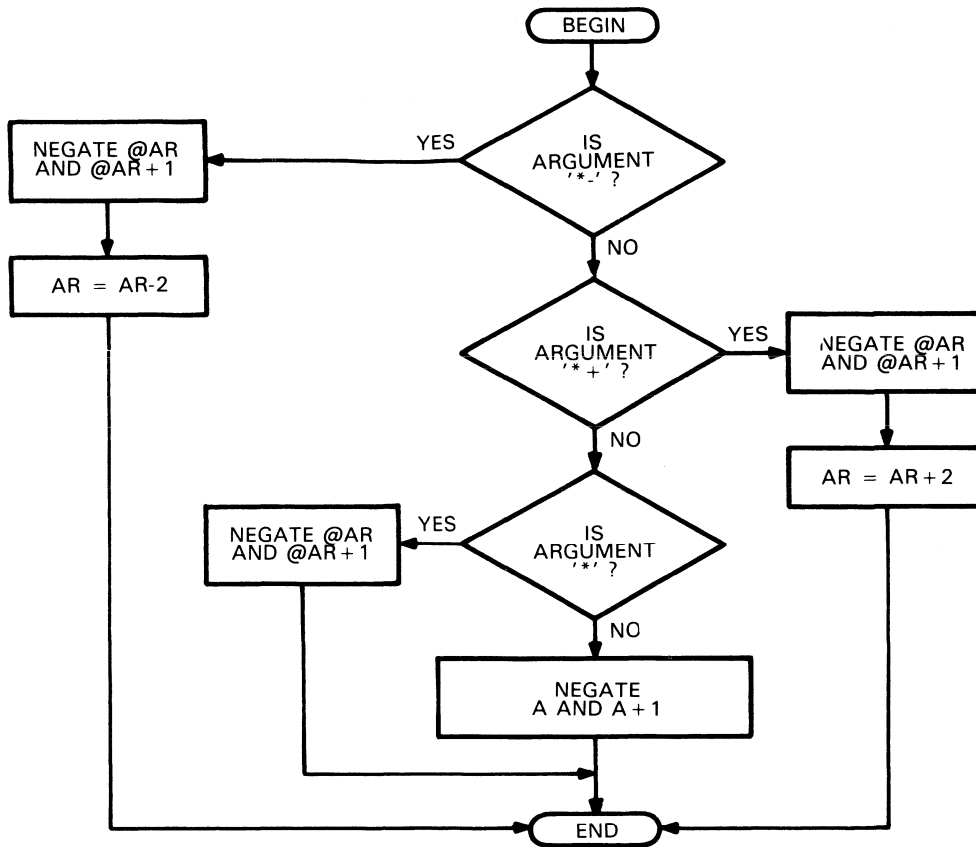 BEGIN
IS
ARGUMENT
'*-' ?
YES
NEGATE @AR
AND @AR+1
AR = AR-2
NO
IS
ARGUMENT
'*+' ?
YES
NEGATE @AR
AND @AR+1
AR = AR+2
NO
IS
ARGUMENT
'*' ?
YES
NEGATE @AR
AND @AR+1
NO
NEGATE
A AND A+1
END